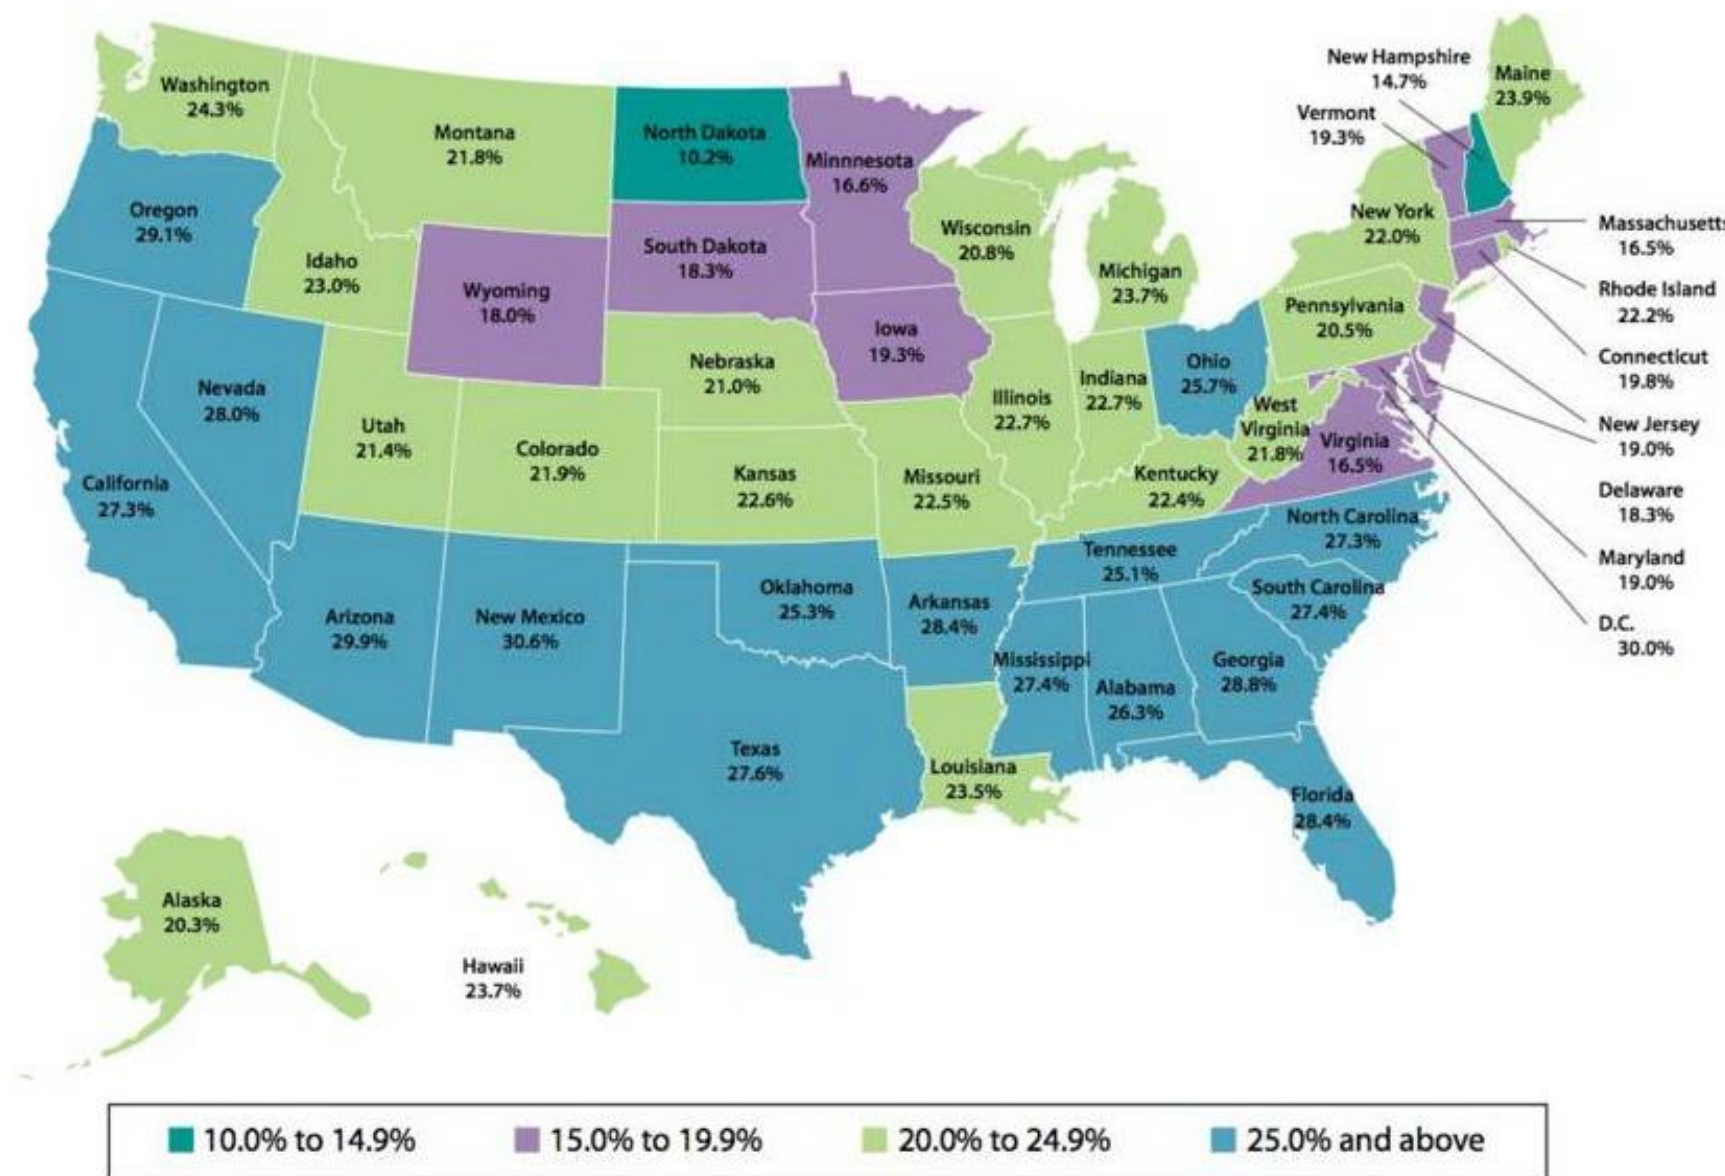 New Hampshire
14.7%
Maine
23.9%
Washington
24.3%
Vermont
19.3%
Montana
21.8%
North Dakota
10.2%
Minnnesota
16.6%
Oregon
29.1%
Wisconsin
20.8%
New York
22.0%
Massachusetts
16.5%
South Dakota
18.3%
Idaho
23.0%
Michigan
23.7%
Wyoming
18.0%
Rhode Island
22.2%
Pennsylvania
20.5%
Iowa
19.3%
Connecticut
19.8%
Nebraska
21.0%
Ohio
25.7%
Nevada
28.0%
Indiana
22.7%
Illinois
22.7%
West
Virginia
21.8%
Utah
21.4%
New Jersey
19.0%
Virginia
16.5%
Colorado
21.9%
Kansas
22.6%
Missouri
22.5%
Kentucky
22.4%
California
27.3%
Delaware
18.3%
North Carolina
27.3%
Tennessee
25.1%
Maryland
19.0%
Oklahoma
25.3%
South Carolina
27.4%
Arkansas
28.4%
Arizona
29.9%
New Mexico
30.6%
D.C.
30.0%
Mississippi
27.4%
Georgia
28.8%
Alabama
26.3%
Texas
27.6%
Louisiana
23.5%
Florida
28.4%
Alaska
20.3%
Hawaii
23.7%
10.0% to 14.9%
15.0% to 19.9%
20.0% to 24.9%
25.0% and above